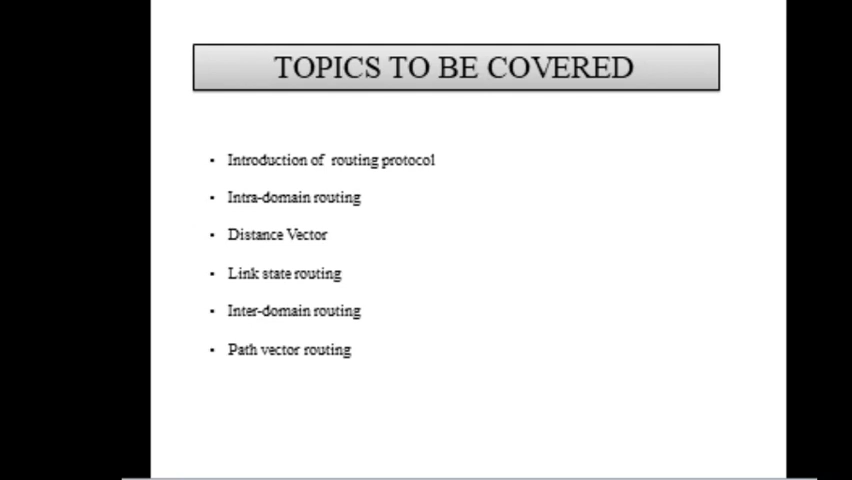 TOPICS TO BE COVERED
• Introduction of routing protocol
• Intra-domain routing
• Distance Vector
• Link state routing
• Inter-domain routing
• Path vector routing